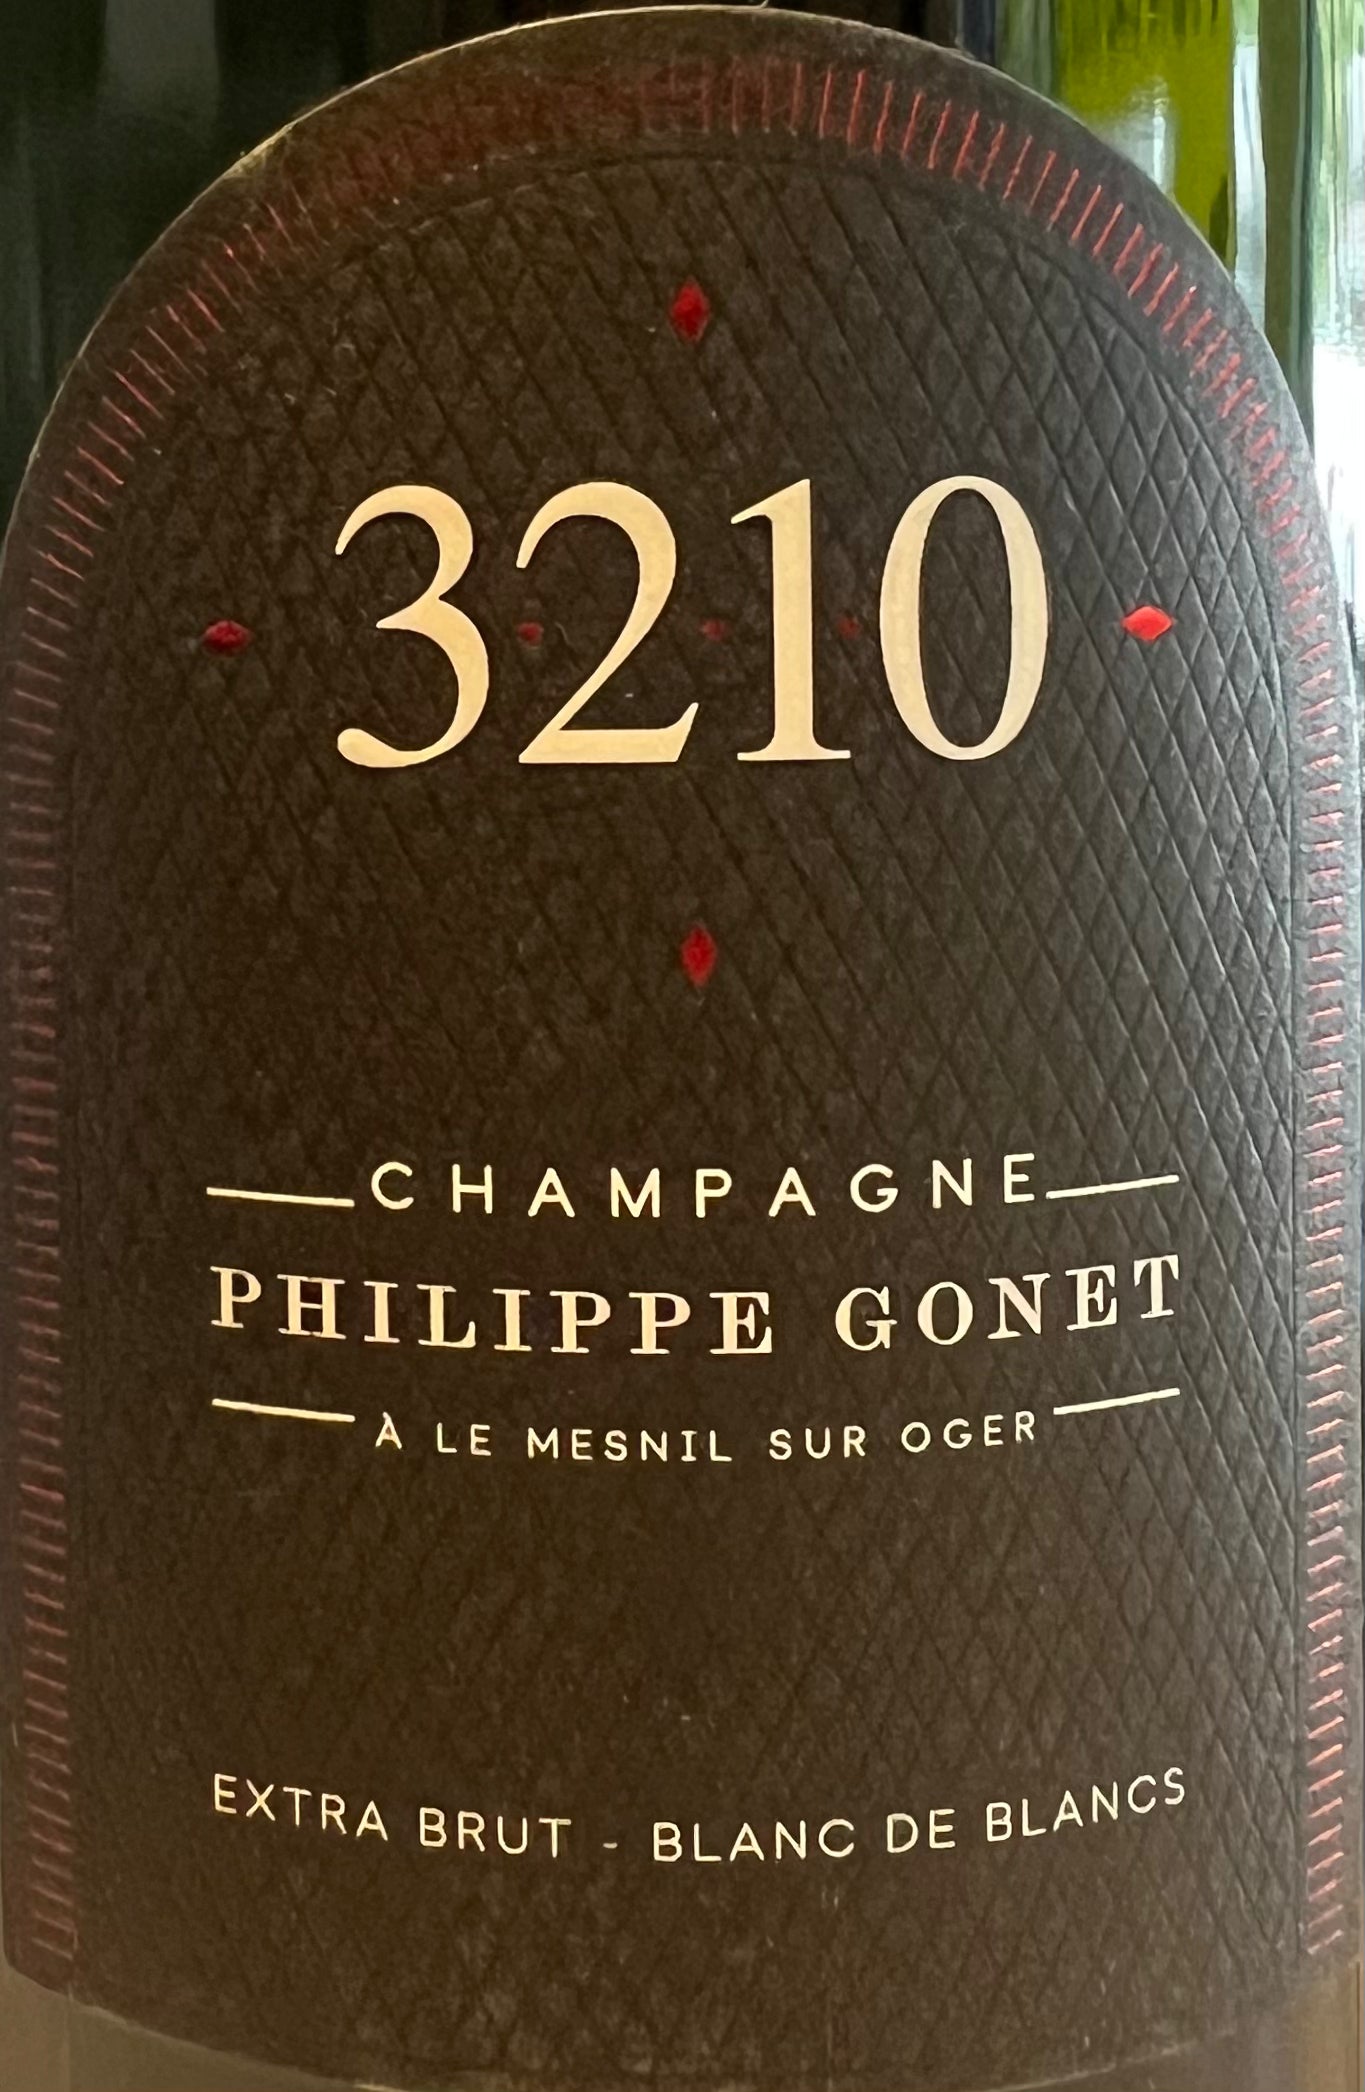 3210
CHAMPAGNE
PHILIPPE GONET
À LE MESNIL SUR OGER
EXTRA BRUT - BLANC DE BLANCS